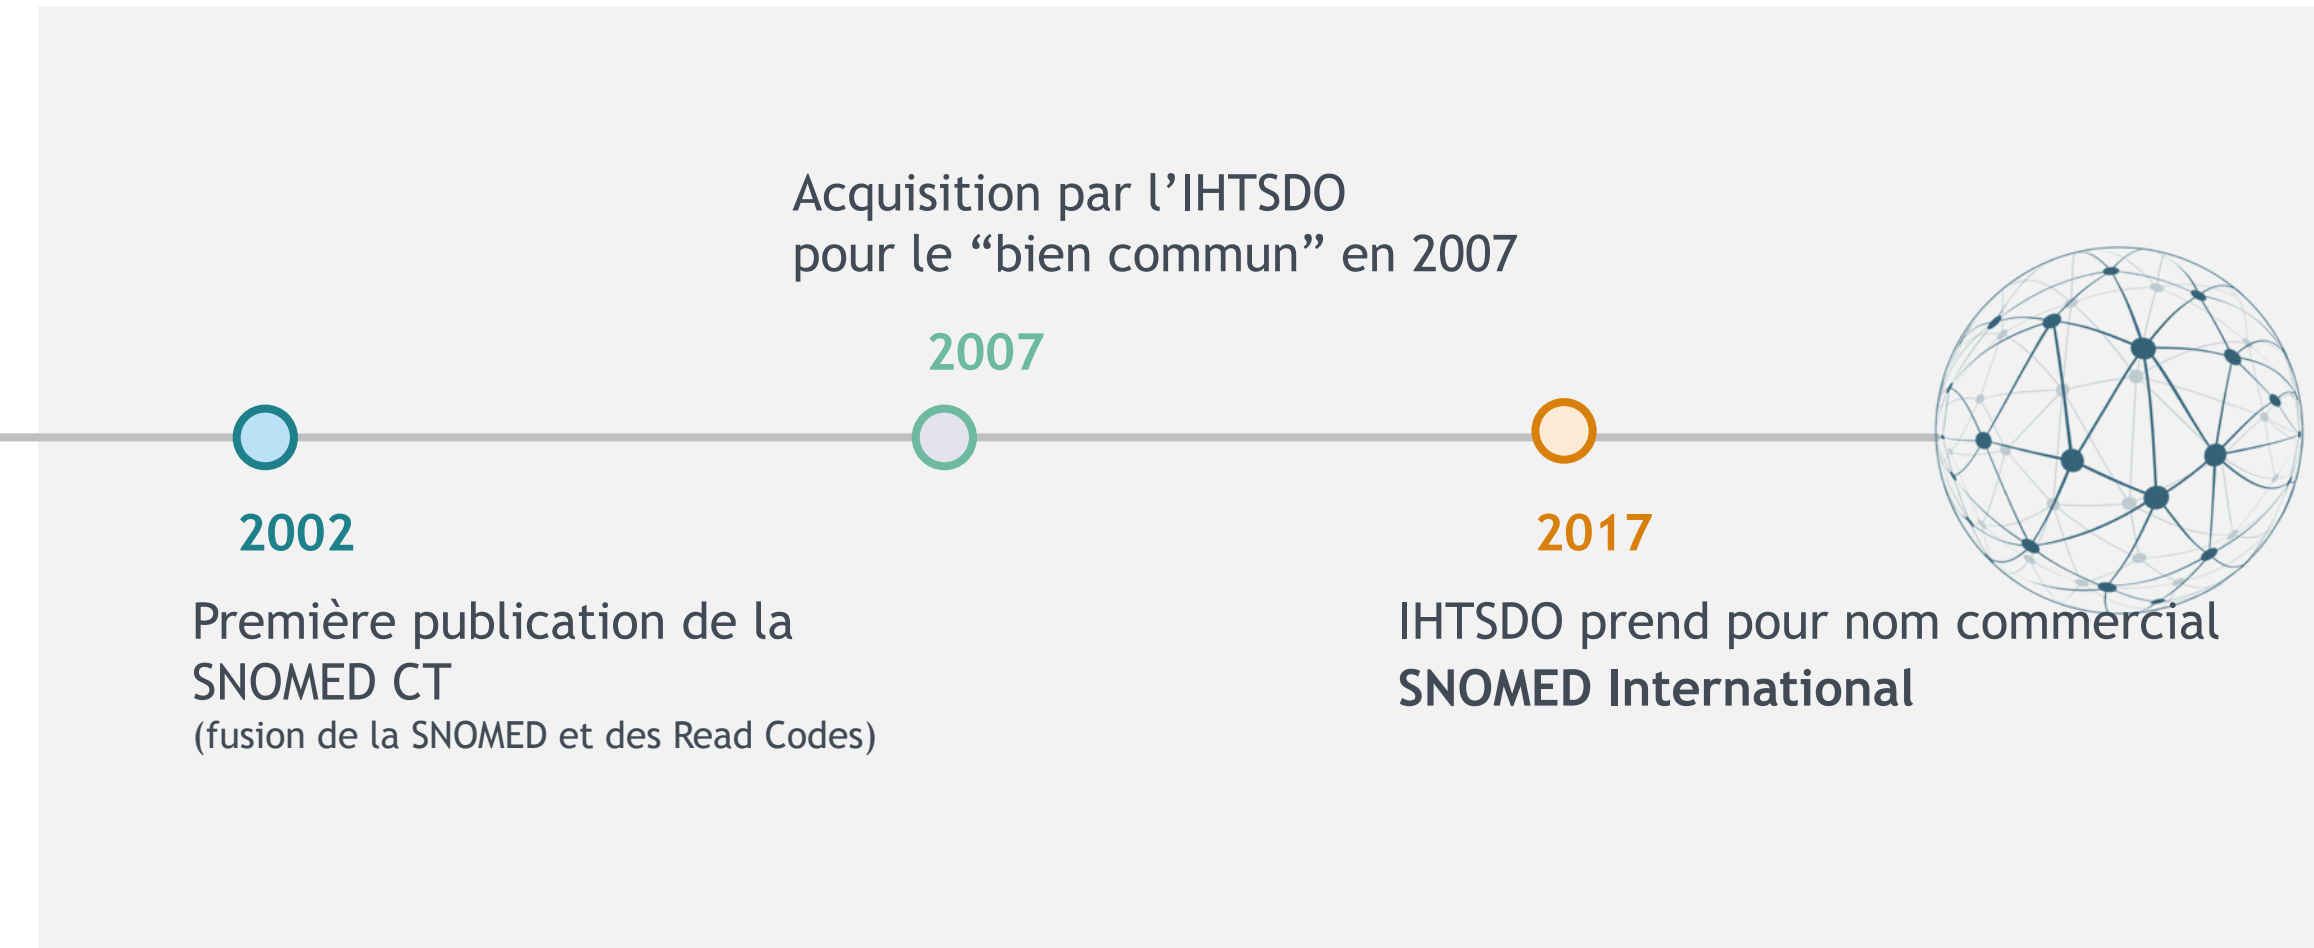 Acquisition par l’IHTSDO
pour le “bien commun” en 2007
2007
2002
Première publication de la
SNOMED CT
(fusion de la SNOMED et des Read Codes)
2017
IHTSDO prend pour nom commercial
SNOMED International